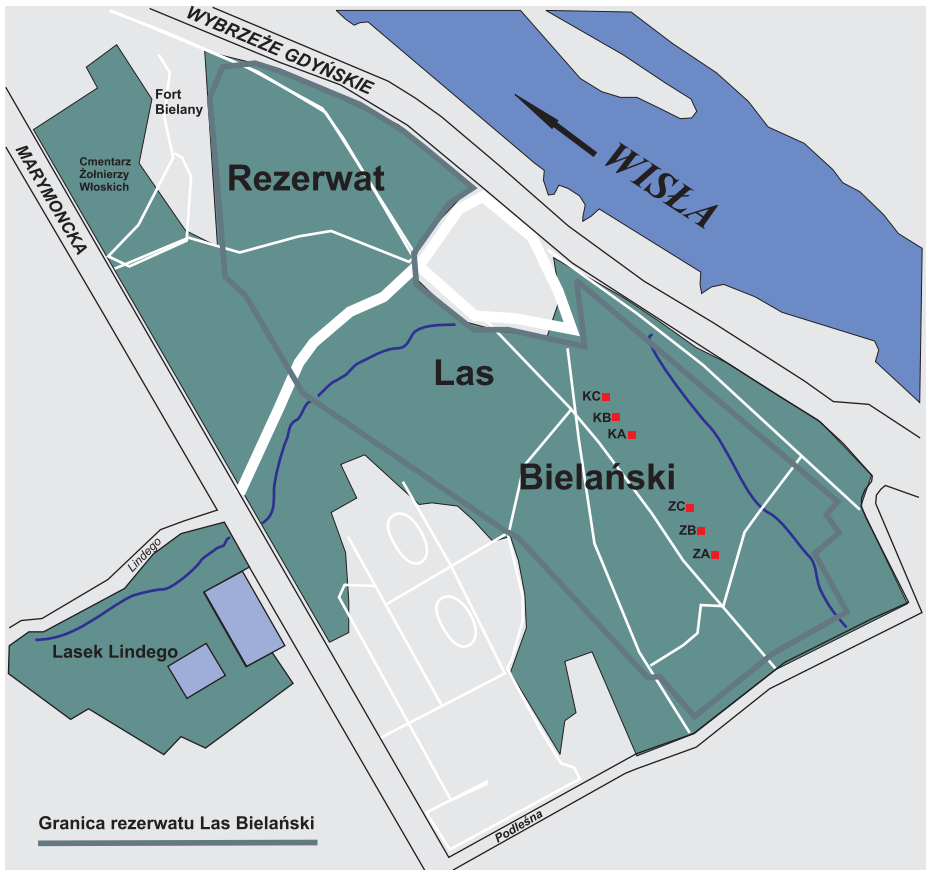 WYBRZEŻE GDYŃSKIE
Fort
Bielany
Cmentarz
Żołnierzy
Włoskich
MARYMONCKA
Rezerwat
WISŁA
Las
KC
KB
KA
Bielański
ZC
ZB
ZA
Lindego
Lasek Lindego
Granica rezerwatu Las Bielański
Podleśna